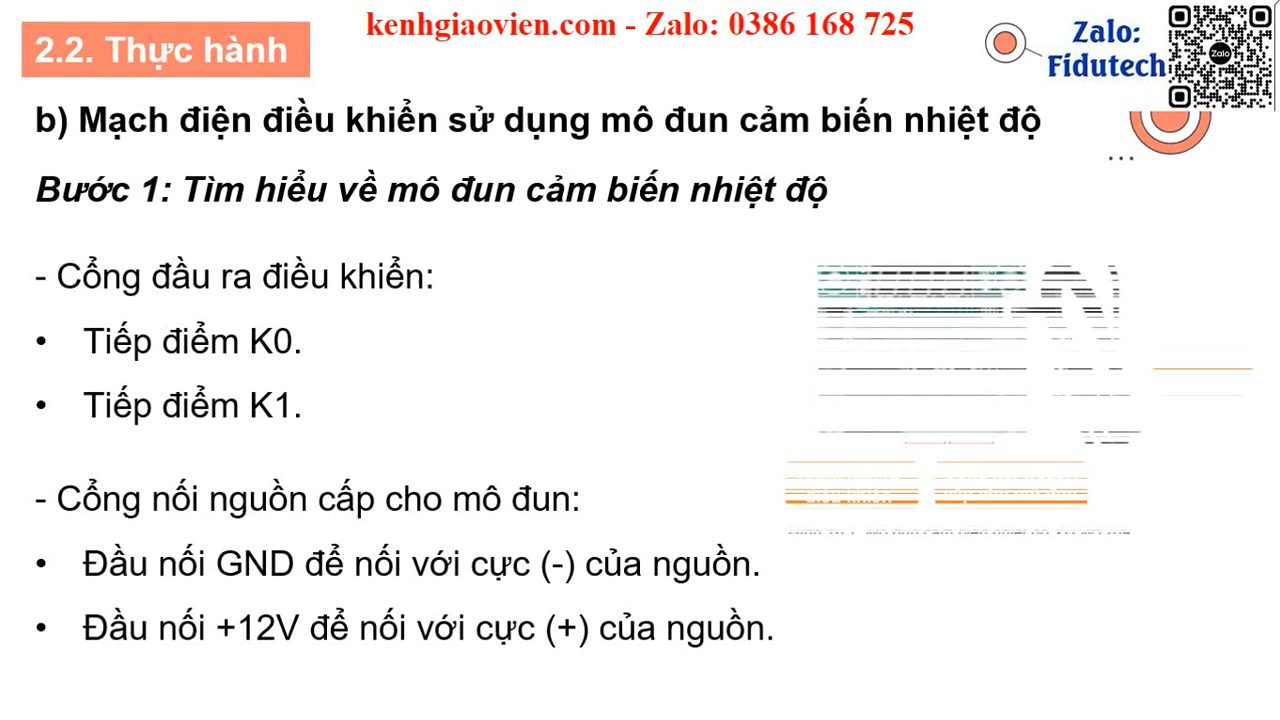 kenhgiaovien.com - Zalo: 0386 168 725
2.2. Thực hành
Zalo:
Fidutech
Zalo
b) Mạch điện điều khiển sử dụng mô đun cảm biến nhiệt độ
...
Bước 1: Tìm hiểu về mô đun cảm biến nhiệt độ
- Cổng đầu ra điều khiển:
• Tiếp điểm K0.
• Tiếp điểm K1.
- Cổng nối nguồn cấp cho mô đun:
• Đầu nối GND để nối với cực (-) của nguồn.
• Đầu nối +12V để nối với cực (+) của nguồn.